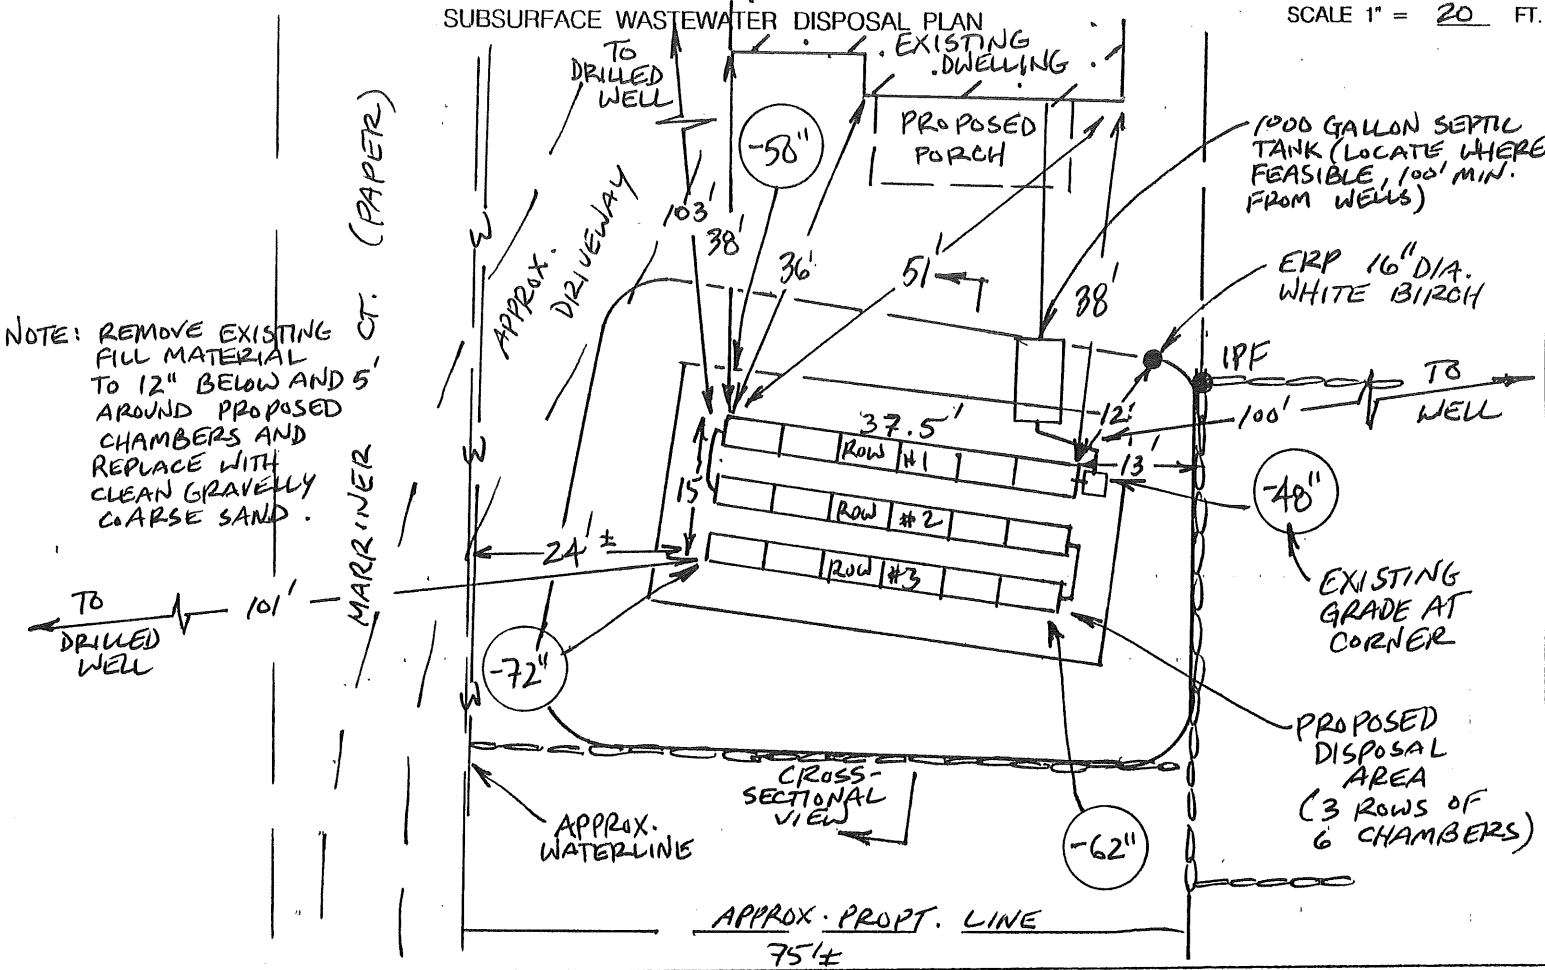 SUBSURFACE WASTEWATER DISPOSAL PLAN
SCALE 1" = 20 FT.
TO
DRILLED
WELL
EXISTING
DWELLING
PROPOSED
PORCH
-50"
1000 GALLON SEPTIC
TANK (LOCATE WHERE
FEASIBLE, 100' MIN.
FROM WELLS)
MARRINER CT. (PAPER)
APPROX.
DRIVEWAY
103'
38'
36'
51'
38'
ERP 16" DIA.
WHITE BIRCH
IPF
TO
WELL
100'
NOTE: REMOVE EXISTING
FILL MATERIAL
TO 12" BELOW AND 5'
AROUND PROPOSED
CHAMBERS AND
REPLACE WITH
CLEAN GRAVELLY
COARSE SAND.
W
W
W
12'
13'
37.5'
ROW #1
ROW #2
ROW #3
15'
24'±
-48"
EXISTING
GRADE AT
CORNER
TO
DRILLED
WELL
101'
-72"
PROPOSED
DISPOSAL
AREA
(3 ROWS OF
6 CHAMBERS)
CROSS-
SECTIONAL
VIEW
APPROX.
WATERLINE
-62"
APPROX. PROPT. LINE
75'±